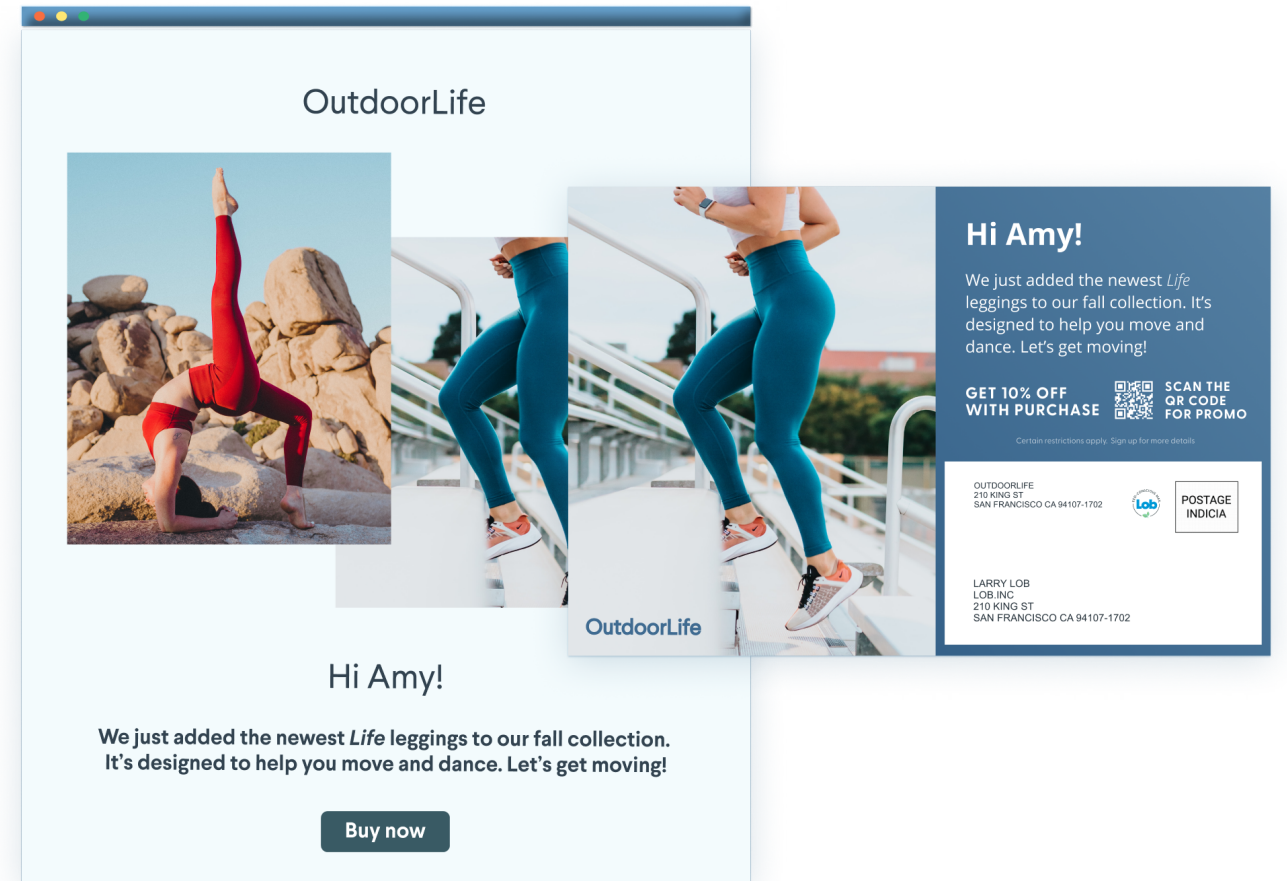 OutdoorLife
Hi Amy!
We just added the newest Life leggings to our fall collection.
It's designed to help you move and dance. Let's get moving!
Buy now
OutdoorLife
Hi Amy!
We just added the newest Life
leggings to our fall collection. It's
designed to help you move and
dance. Let's get moving!
GET 10% OFF
WITH PURCHASE
SCAN THE
QR CODE
FOR PROMO
Certain restrictions apply. Sign up for more details
OUTDOORLIFE
210 KING ST
SAN FRANCISCO CA 94107-1702
Lob
POSTAGE
INDICIA
LARRY LOB
LOB.INC
210 KING ST
SAN FRANCISCO CA 94107-1702